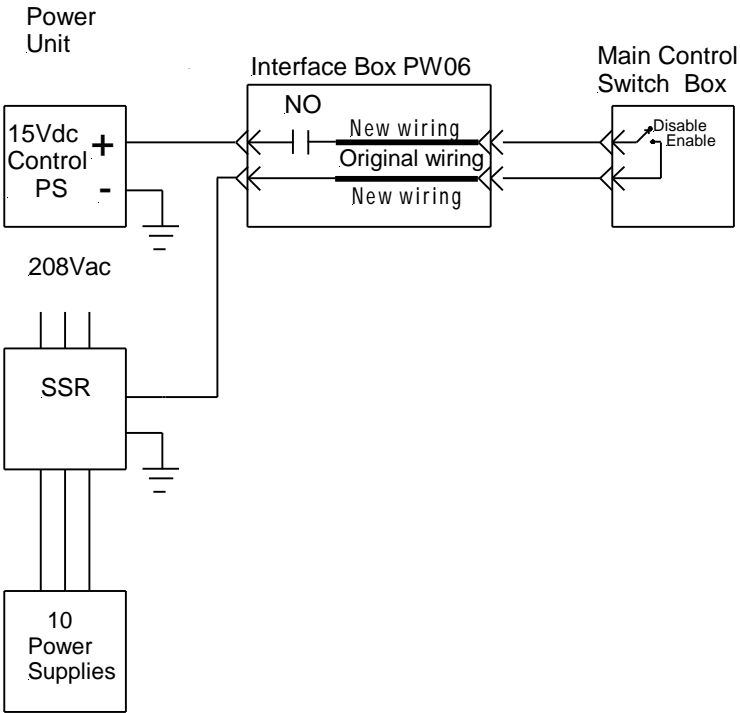 Power
Unit
Interface Box PW06
Main Control
Switch Box
NO
15Vdc
Control
PS
+
-
New wiring
Original wiring
New wiring
Disable
Enable
208Vac
SSR
10
Power
Supplies